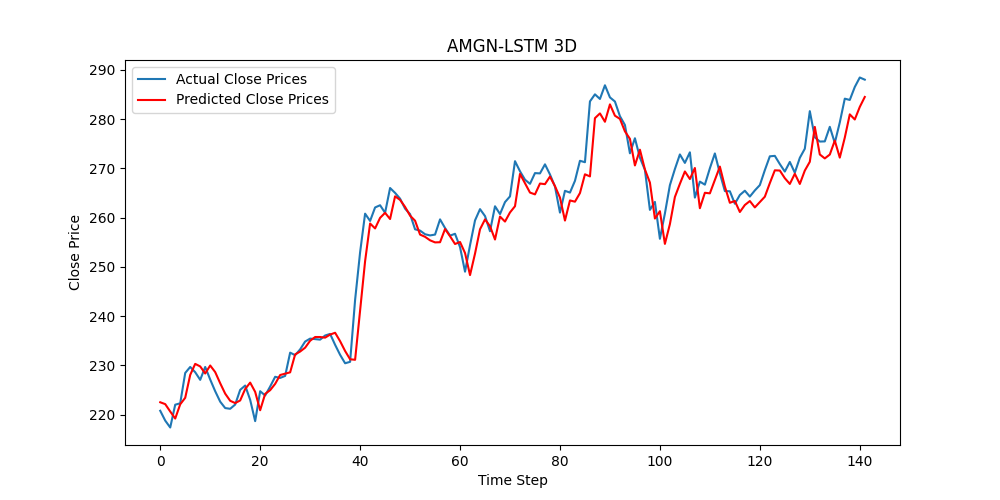 AMGN-LSTM 3D
Actual Close Prices
Predicted Close Prices
Close Price
290
280
270
260
250
240
230
220
0 20 40 60 80 100 120 140
Time Step